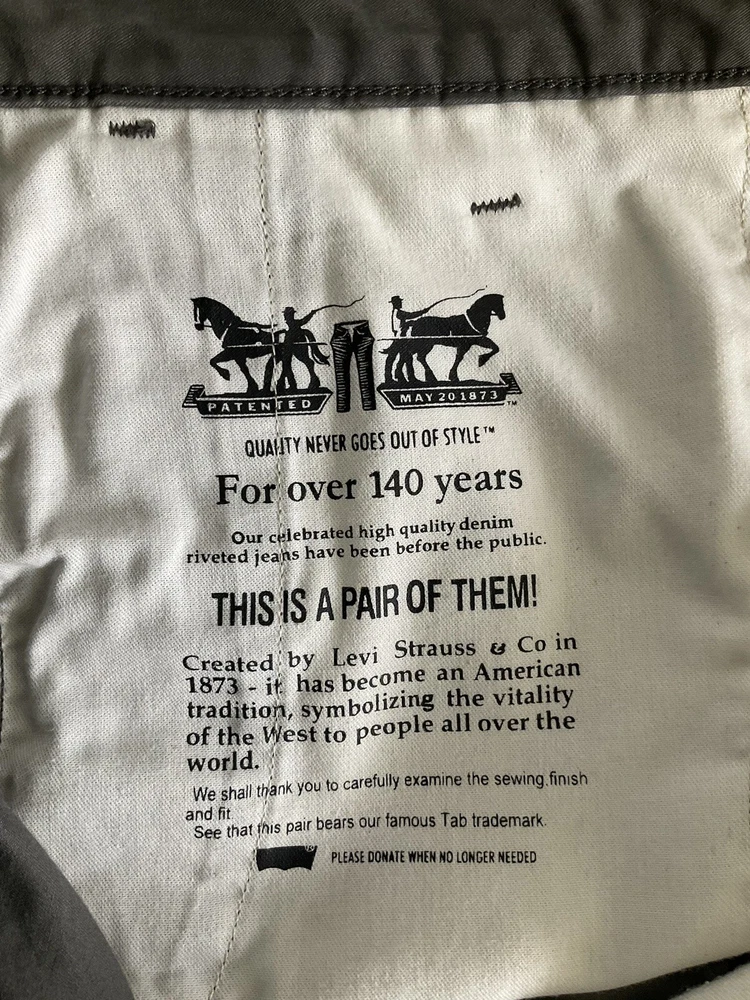 PATENTED
MAY 20 1873 ™
QUALITY NEVER GOES OUT OF STYLE™
For over 140 years
Our celebrated high quality denim
riveted jeans have been before the public.
THIS IS A PAIR OF THEM!
Created by Levi Strauss & Co in
1873 - it has become an American
tradition, symbolizing the vitality
of the West to people all over the
world.
We shall thank you to carefully examine the sewing,finish
and fit
See that this pair bears our famous Tab trademark.
® PLEASE DONATE WHEN NO LONGER NEEDED